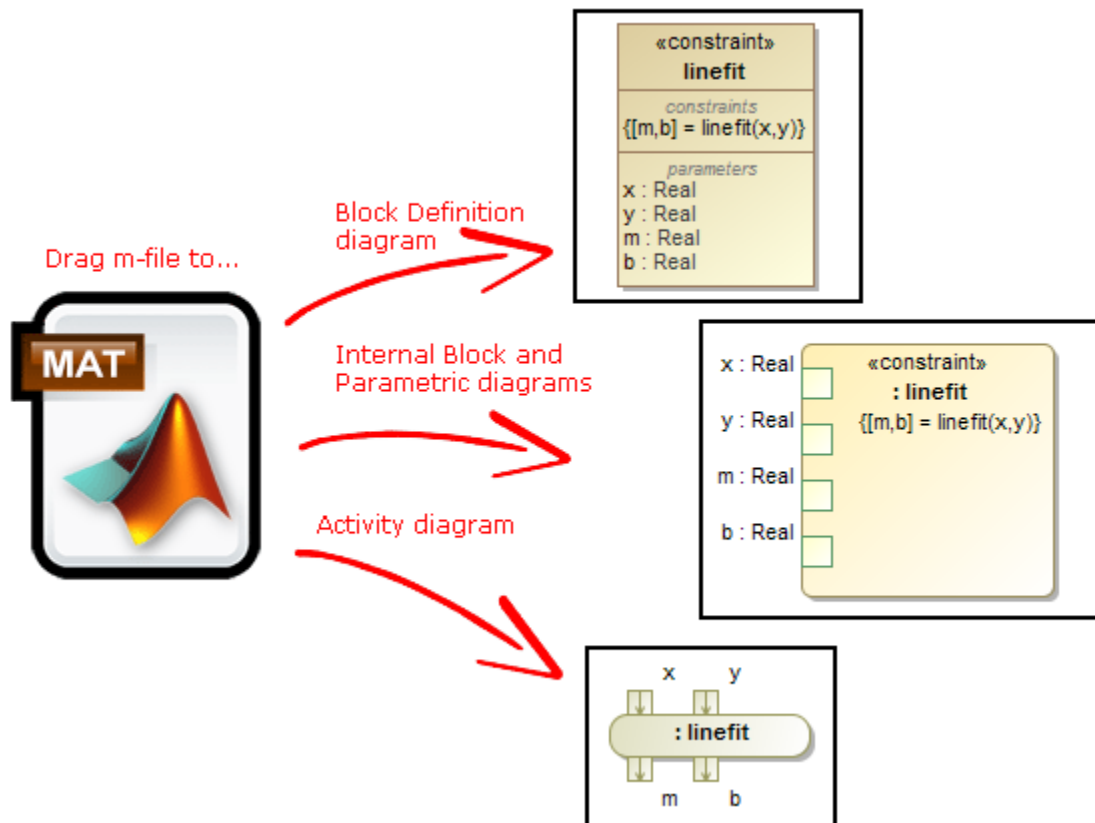 «constraint»
linefit
constraints
{[m,b] = linefit(x,y)}
parameters
x : Real
y : Real
m : Real
b : Real
Block Definition
diagram
Drag m-file to...
MAT
Internal Block and
Parametric diagrams
x : Real
y : Real
m : Real
b : Real
«constraint»
: linefit
{[m,b] = linefit(x,y)}
Activity diagram
x y
: linefit
m b